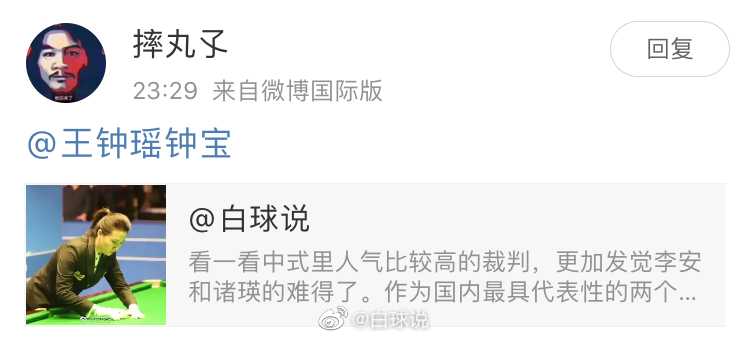 摔丸孓
回复
23:29 来自微博国际版
@王钟瑶钟宝
@白球说
看一看中式里人气比较高的裁判，更加发觉李安
和诸瑛的难得了。作为国内最具代表性的两个...
@白球说